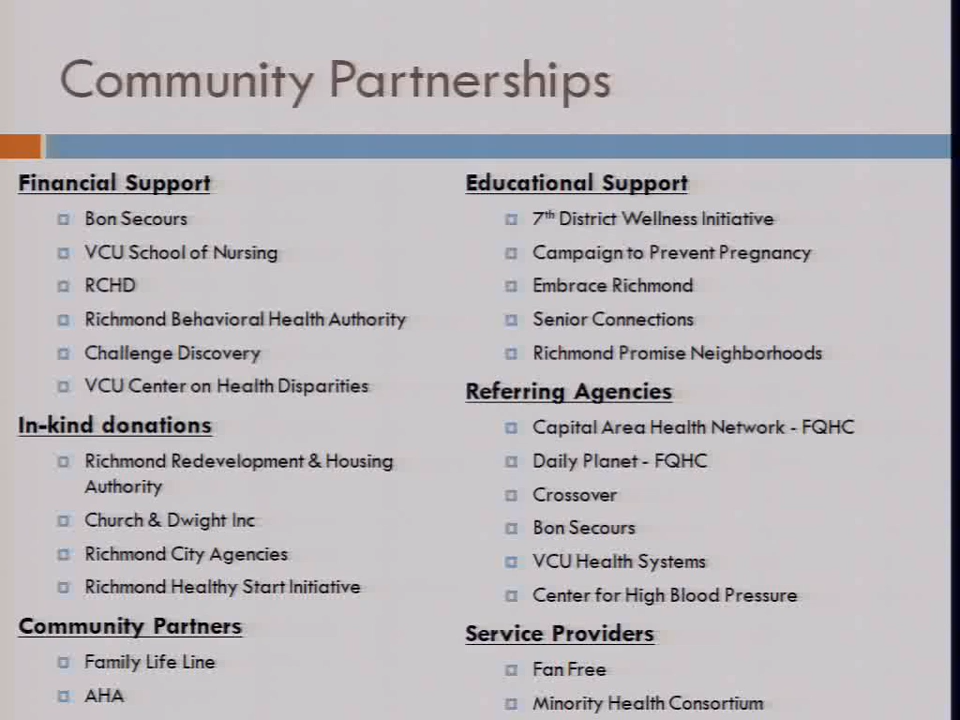 Community Partnerships
Financial Support
Bon Secours
VCU School of Nursing
RCHD
Richmond Behavioral Health Authority
Challenge Discovery
VCU Center on Health Disparities
In-kind donations
Richmond Redevelopment & Housing
Authority
Church & Dwight Inc
Richmond City Agencies
Richmond Healthy Start Initiative
Community Partners
Family Life Line
AHA
Educational Support
7th District Wellness Initiative
Campaign to Prevent Pregnancy
Embrace Richmond
Senior Connections
Richmond Promise Neighborhoods
Referring Agencies
Capital Area Health Network - FQHC
Daily Planet - FQHC
Crossover
Bon Secours
VCU Health Systems
Center for High Blood Pressure
Service Providers
Fan Free
Minority Health Consortium